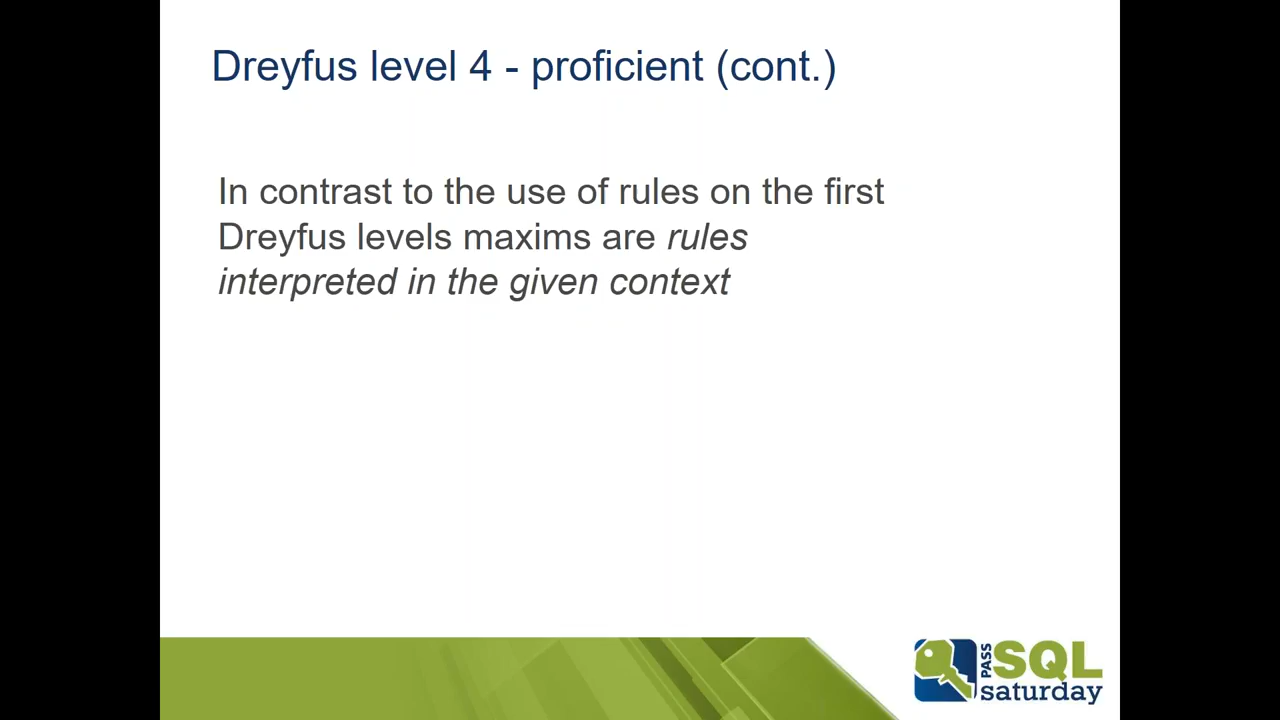 Dreyfus level 4 - proficient (cont.)
In contrast to the use of rules on the first
Dreyfus levels maxims are rules
interpreted in the given context
PASS
SQL
saturday